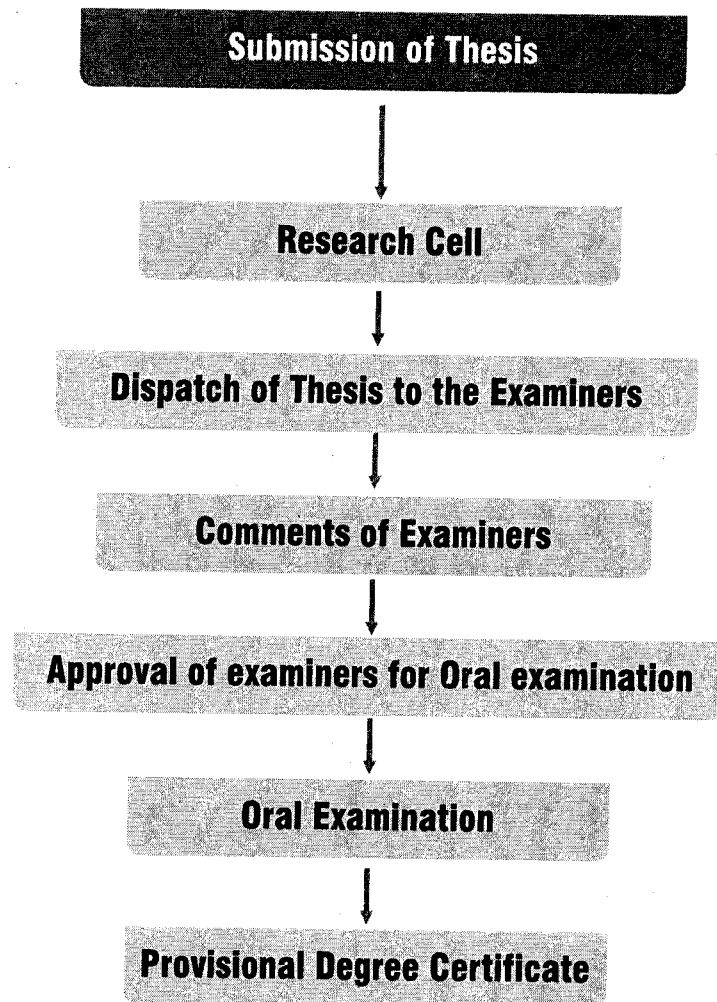 Submission of Thesis
Research Cell
Dispatch of Thesis to the Examiners
Comments of Examiners
Approval of examiners for Oral examination
Oral Examination
Provisional Degree Certificate